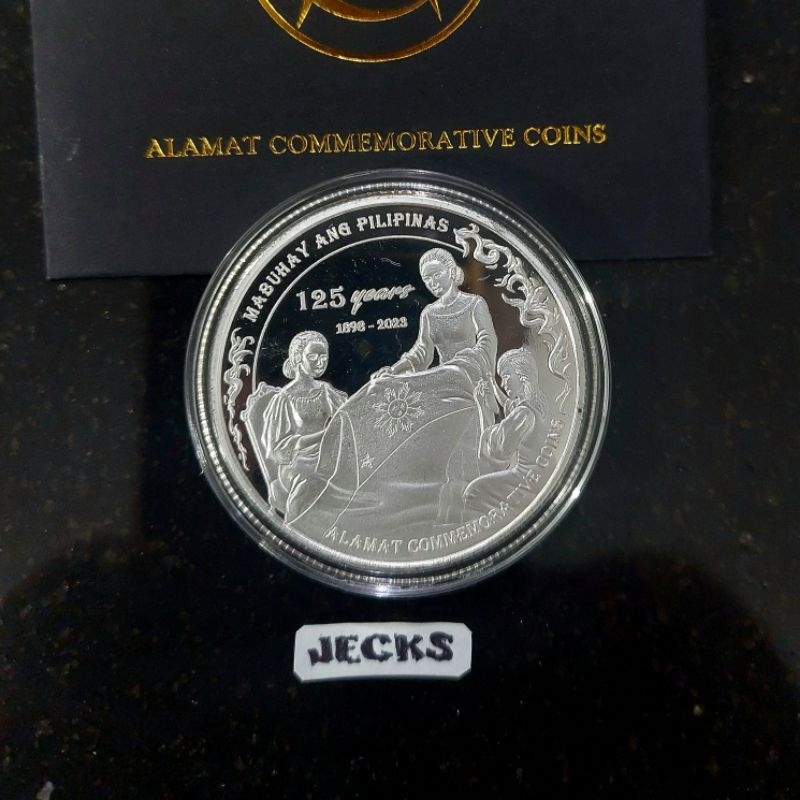 ALAMAT COMMEMORATIVE COINS
MABUHAY ANG PILIPINAS
125 years
1898 - 2023
ALAMAT COMMEMORATIVE COINS
JECKS